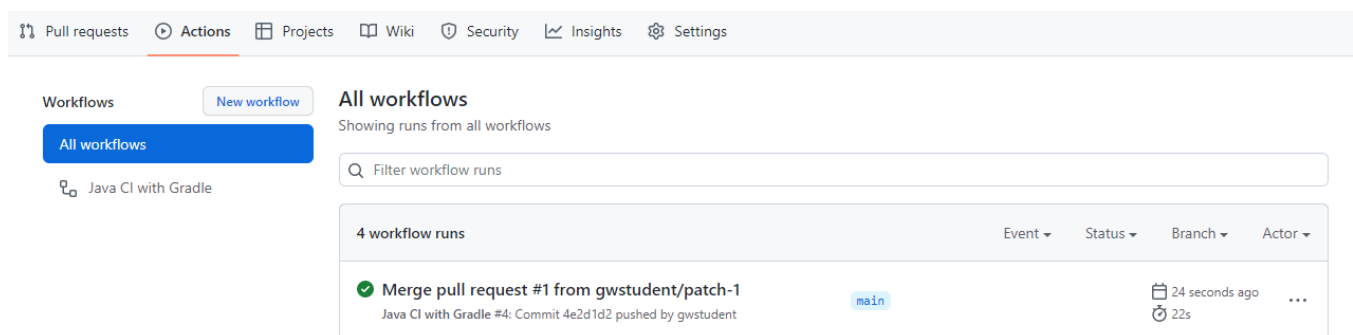 Pull requests Actions Projects Wiki Security Insights Settings
Workflows New workflow
All workflows
Java CI with Gradle
All workflows
Showing runs from all workflows
Filter workflow runs
4 workflow runs Event Status Branch Actor
Merge pull request #1 from gwstudent/patch-1
Java CI with Gradle #4: Commit 4e2d1d2 pushed by gwstudent
main
24 seconds ago
22s